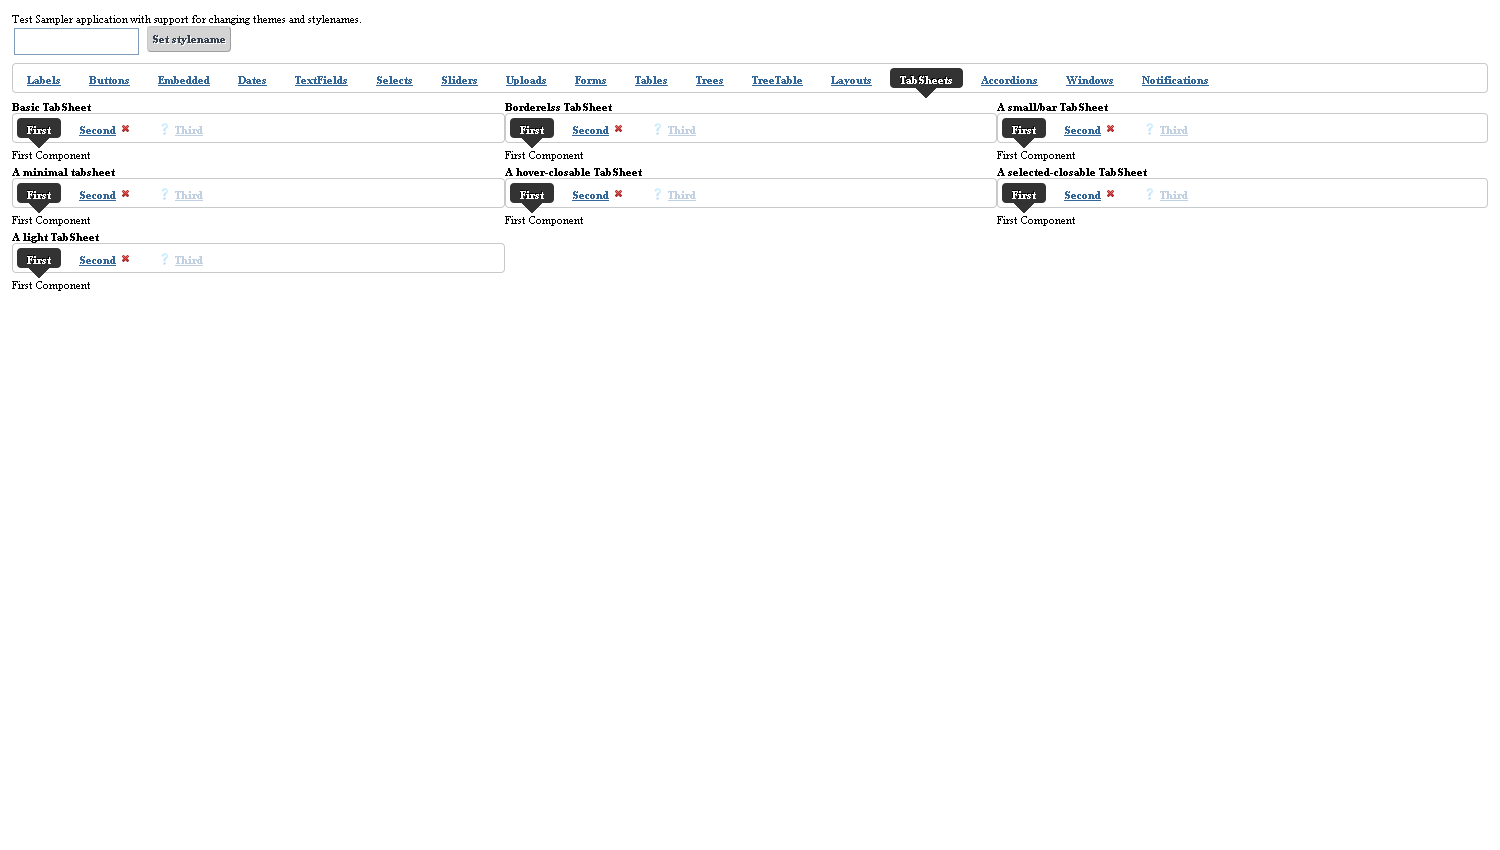 Test Sampler application with support for changing themes and stylenames.
Set stylename
Labels Buttons Embedded Dates TextFields Selects Sliders Uploads Forms Tables Trees TreeTable Layouts TabSheets Accordions Windows Notifications
Basic TabSheet Borderelss TabSheet A small/bar TabSheet
First Second ? Third First Second ? Third First Second ? Third
First Component First Component First Component
A minimal tabsheet A hover-closable TabSheet A selected-closable TabSheet
First Second ? Third First Second ? Third First Second ? Third
First Component First Component First Component
A light TabSheet
First Second ? Third
First Component